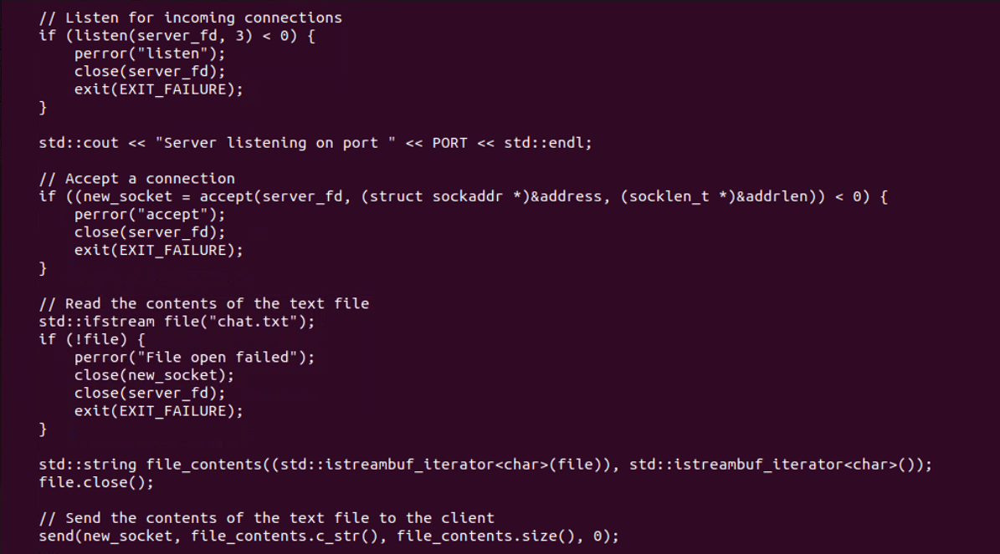 // Listen for incoming connections
if (listen(server_fd, 3) < 0) {
    perror("listen");
    close(server_fd);
    exit(EXIT_FAILURE);
}
std::cout << "Server listening on port " << PORT << std::endl;
// Accept a connection
if ((new_socket = accept(server_fd, (struct sockaddr *)&address, (socklen_t *)&addrlen)) < 0) {
    perror("accept");
    close(server_fd);
    exit(EXIT_FAILURE);
}
// Read the contents of the text file
std::ifstream file("chat.txt");
if (!file) {
    perror("File open failed");
    close(new_socket);
    close(server_fd);
    exit(EXIT_FAILURE);
}
std::string file_contents((std::istreambuf_iterator<char>(file)), std::istreambuf_iterator<char>());
file.close();
// Send the contents of the text file to the client
send(new_socket, file_contents.c_str(), file_contents.size(), 0);